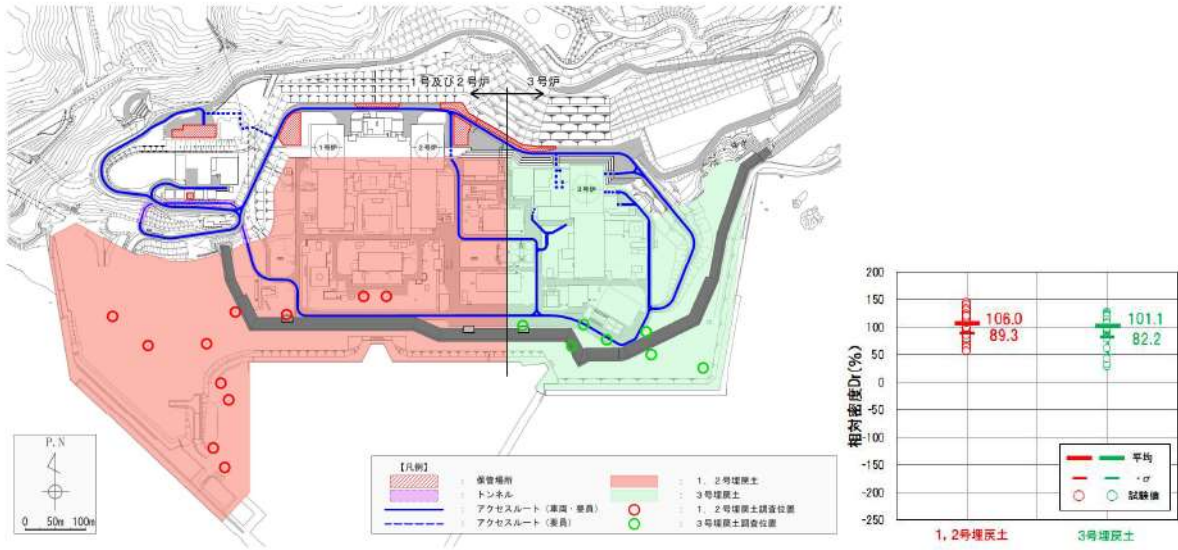 1号及び2号炉
3号炉
1号炉
2号炉
3号炉
P.N
0 50m 100m
【凡例】
: 保管場所
: トンネル
: アクセスルート(車両・要員)
: アクセスルート(要員)
: 1,2号埋戻土
: 3号埋戻土
: 1,2号埋戻土調査位置
: 3号埋戻土調査位置
相対密度Dr(%)
200
150
100
50
0
-50
-100
-150
-200
-250
106.0
89.3
101.1
82.2
平均
-σ
試験値
1,2号埋戻土
3号埋戻土